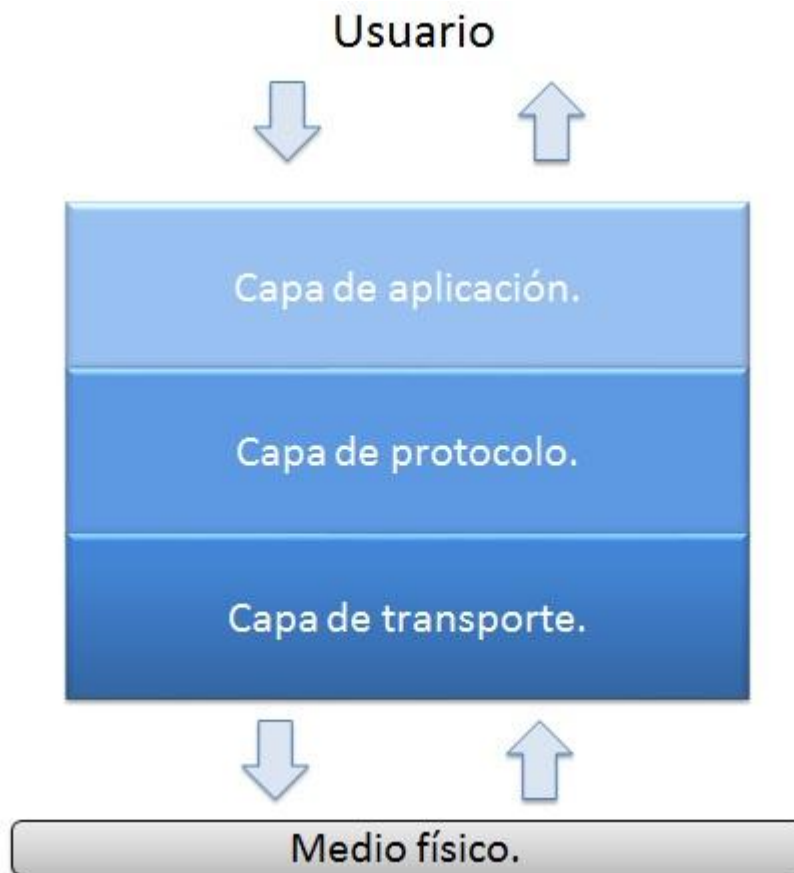 Usuario
Capa de aplicación.
Capa de protocolo.
Capa de transporte.
Medio físico.